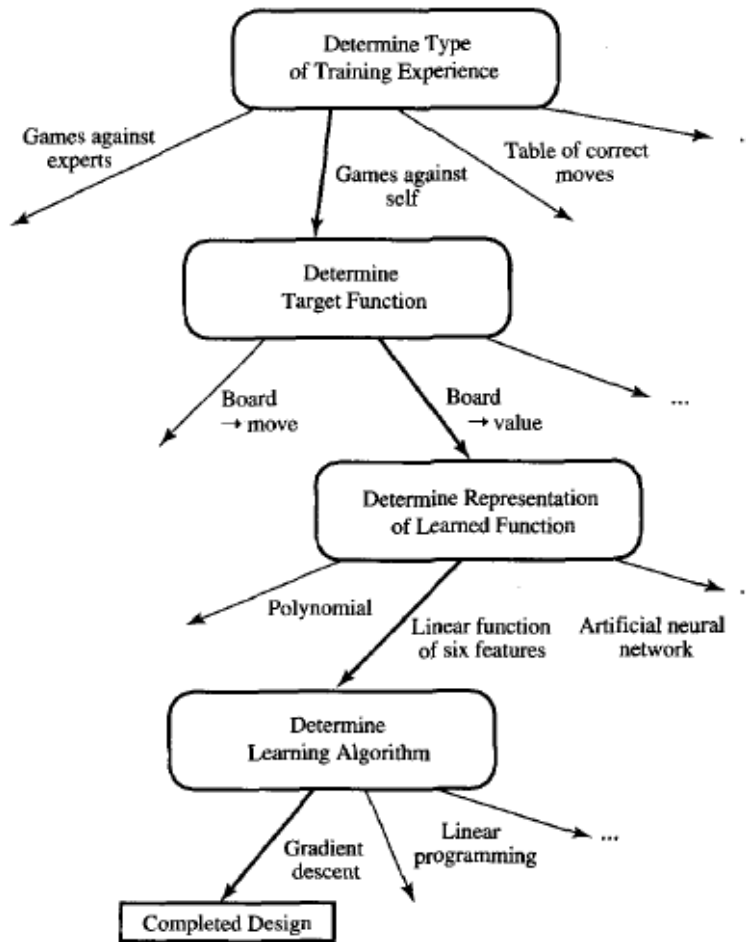 Determine Type
of Training Experience
Games against
experts
Games against
self
Table of correct
moves
.
Determine
Target Function
Board
→ move
Board
→ value
...
Determine Representation
of Learned Function
Polynomial
Linear function
of six features
Artificial neural
network
.
Determine
Learning Algorithm
Gradient
descent
Linear
programming
...
Completed Design